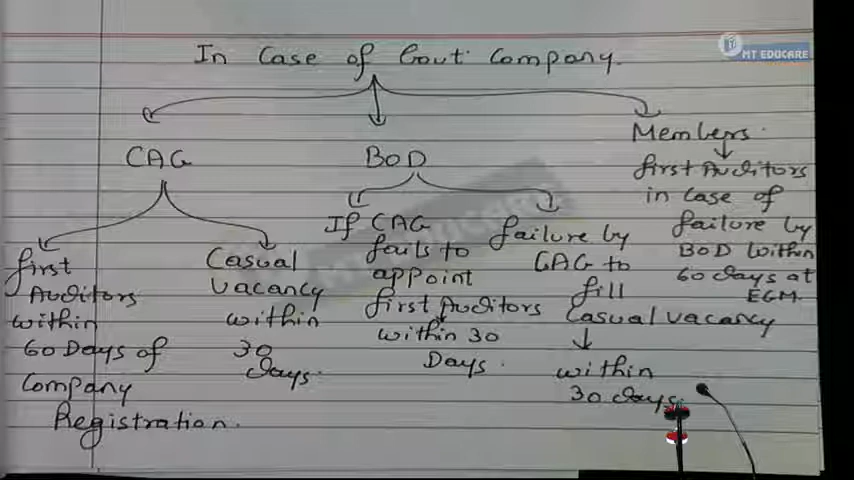 MT EDUCARE
In Case of Govt. Company.
CAG
BOD
Members.
First Auditors
within
60 Days of
Company
Registration.
Casual
vacancy
within
30
Days.
If CAG
fails to
appoint
first Auditors
within 30
Days.
failure by
CAG to
fill
Casual vacancy
within
30 days.
first Auditors
in case of
failure by
BOD within
60 days at
EGM.